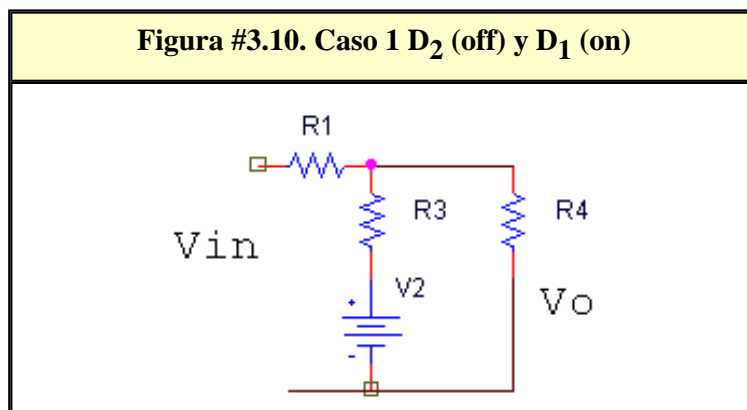 Figura #3.10. Caso 1 D2 (off) y D1 (on)
R1
R3
R4
Vin
V2
+
Vo
-